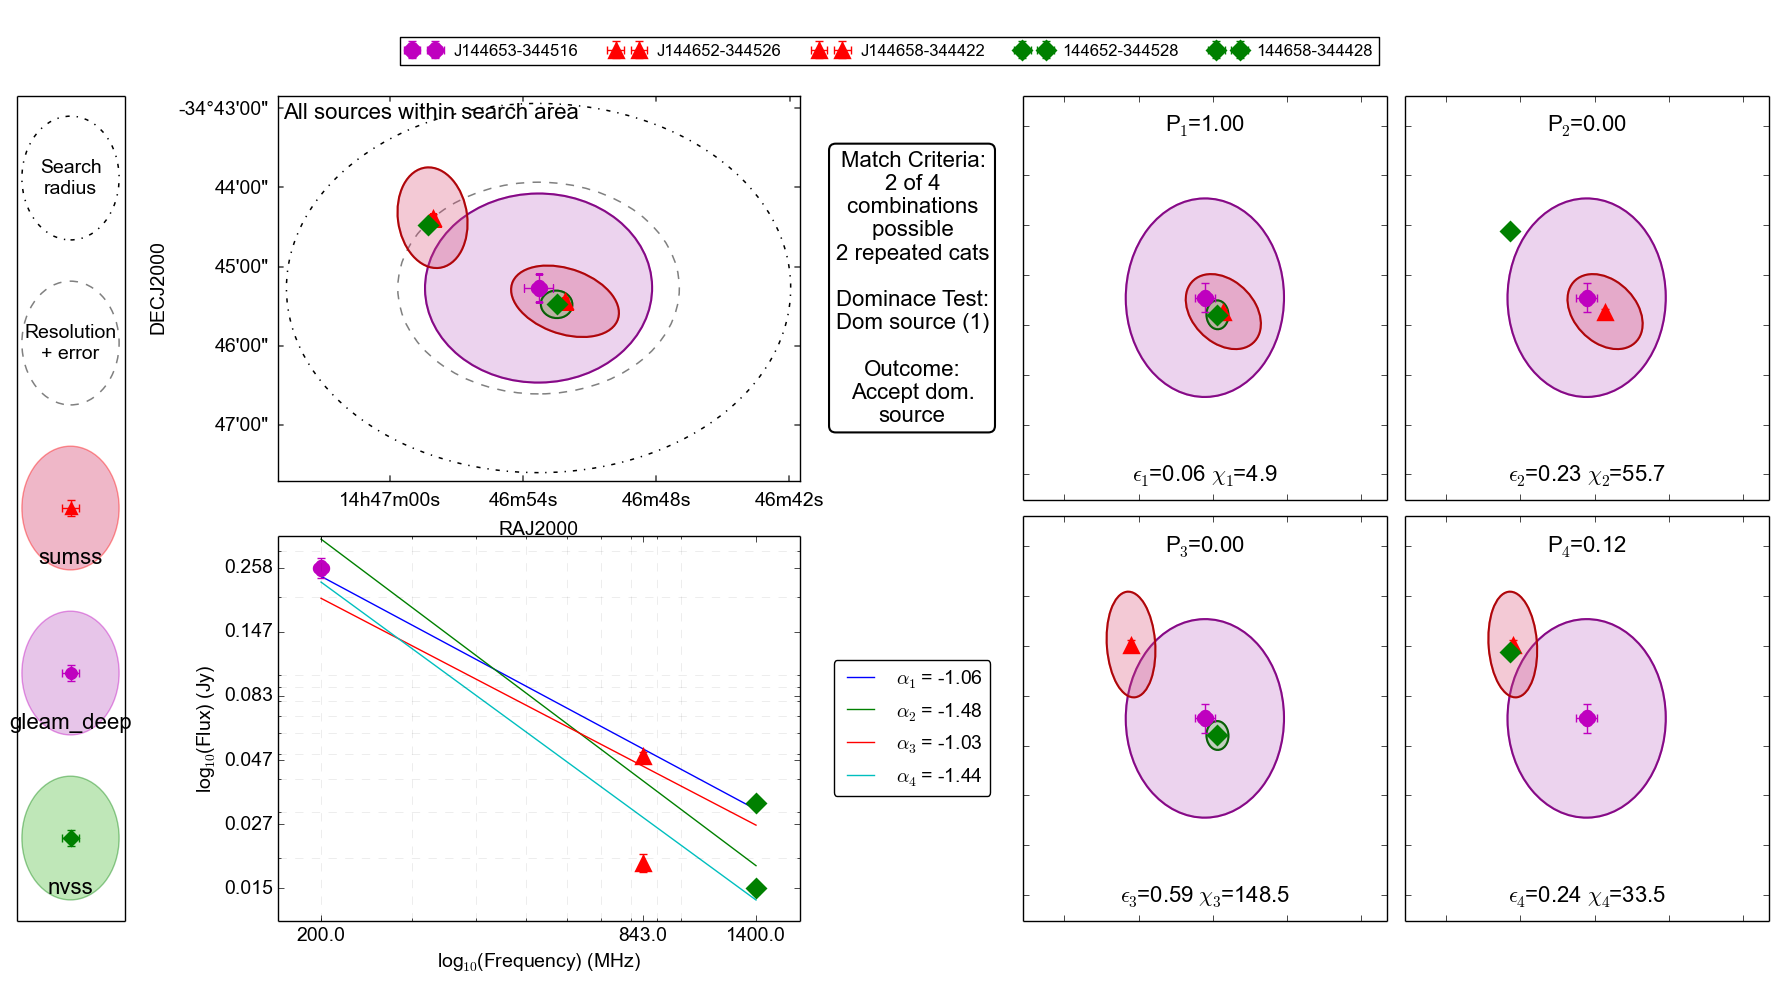 J144653-344516 J144652-344526 J144658-344422 144652-344528 144658-344428
Search
radius
Resolution
+ error
sumss
gleam_deep
nvss
All sources within search area
-34°43'00"
44'00"
45'00"
46'00"
47'00"
DECJ2000
14h47m00s 46m54s 46m48s 46m42s
RAJ2000
Match Criteria:
2 of 4
combinations
possible
2 repeated cats
Dominace Test:
Dom source (1)
Outcome:
Accept dom.
source
P₁=1.00
ϵ₁=0.06 χ₁=4.9
P₂=0.00
ϵ₂=0.23 χ₂=55.7
0.258
0.147
0.083
0.047
0.027
0.015
log₁₀(Flux) (Jy)
200.0 843.0 1400.0
log₁₀(Frequency) (MHz)
α₁ = -1.06
α₂ = -1.48
α₃ = -1.03
α₄ = -1.44
P₃=0.00
ϵ₃=0.59 χ₃=148.5
P₄=0.12
ϵ₄=0.24 χ₄=33.5